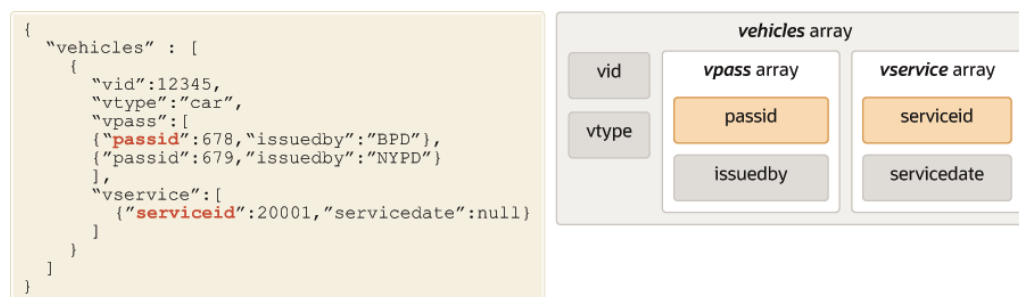 {
“vehicles” : [
{
“vid”:12345,
“vtype”:”car”,
“vpass”:[
{“passid”:678,”issuedby”:”BPD”},
{”passid”:679,”issuedby”:”NYPD”}
],
“vservice”:[
{”serviceid”:20001,”servicedate”:null}
]
}
]
}
vehicles array
vid
vtype
vpass array
passid
issuedby
vservice array
serviceid
servicedate